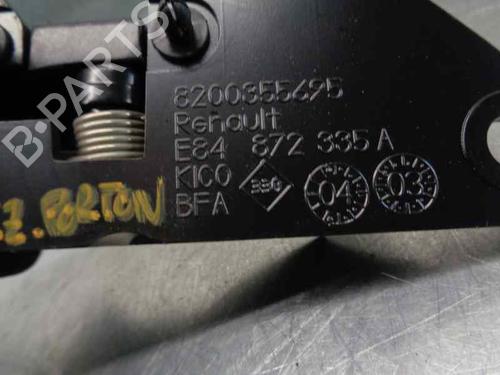 8200355695
Renault
E84 872 335 A
KICO
BFA
04
03
Z. PORTON
B-PARTS